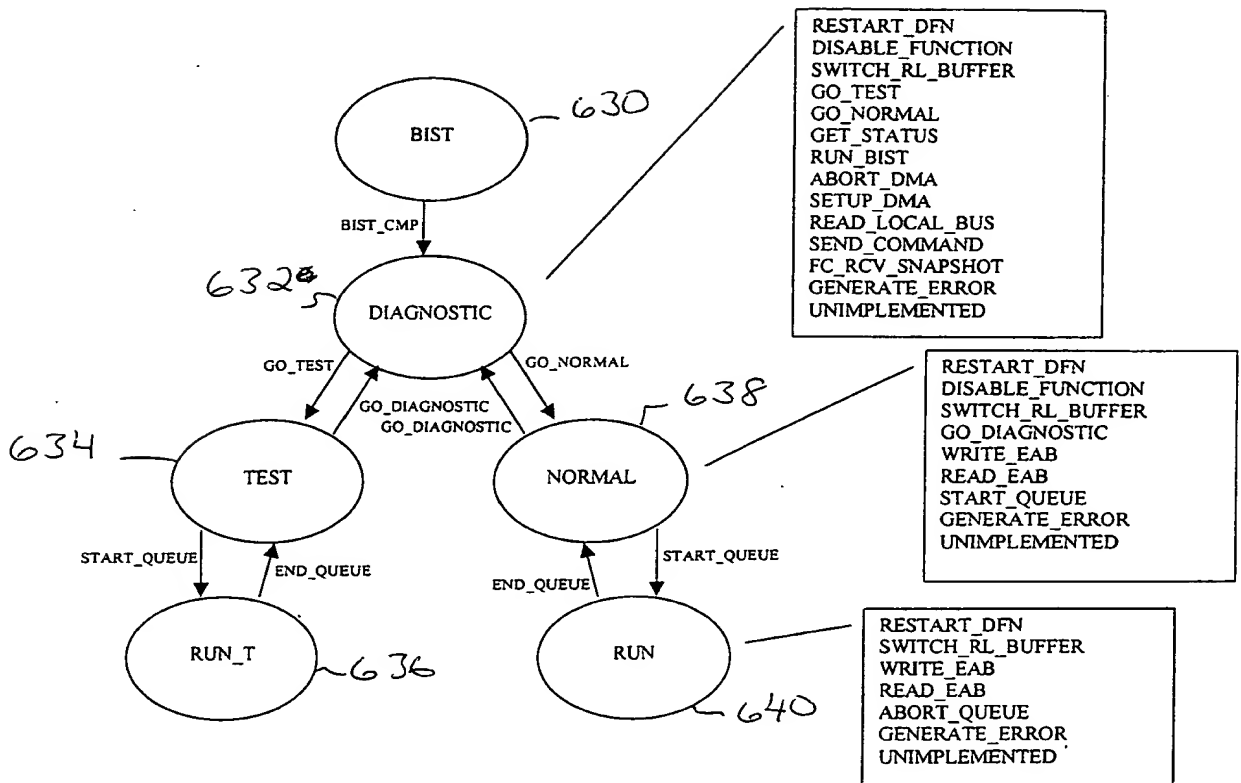 RESTART_DFN
DISABLE_FUNCTION
SWITCH_RL_BUFFER
GO_TEST
GO_NORMAL
GET_STATUS
RUN_BIST
ABORT_DMA
SETUP_DMA
READ_LOCAL_BUS
SEND_COMMAND
FC_RCV_SNAPSHOT
GENERATE_ERROR
UNIMPLEMENTED
BIST
630
BIST_CMP
632
DIAGNOSTIC
GO_TEST
GO_NORMAL
GO_DIAGNOSTIC
GO_DIAGNOSTIC
638
RESTART_DFN
DISABLE_FUNCTION
SWITCH_RL_BUFFER
GO_DIAGNOSTIC
WRITE_EAB
READ_EAB
START_QUEUE
GENERATE_ERROR
UNIMPLEMENTED
634
TEST
NORMAL
START_QUEUE
END_QUEUE
END_QUEUE
START_QUEUE
RUN_T
636
RUN
640
RESTART_DFN
SWITCH_RL_BUFFER
WRITE_EAB
READ_EAB
ABORT_QUEUE
GENERATE_ERROR
UNIMPLEMENTED